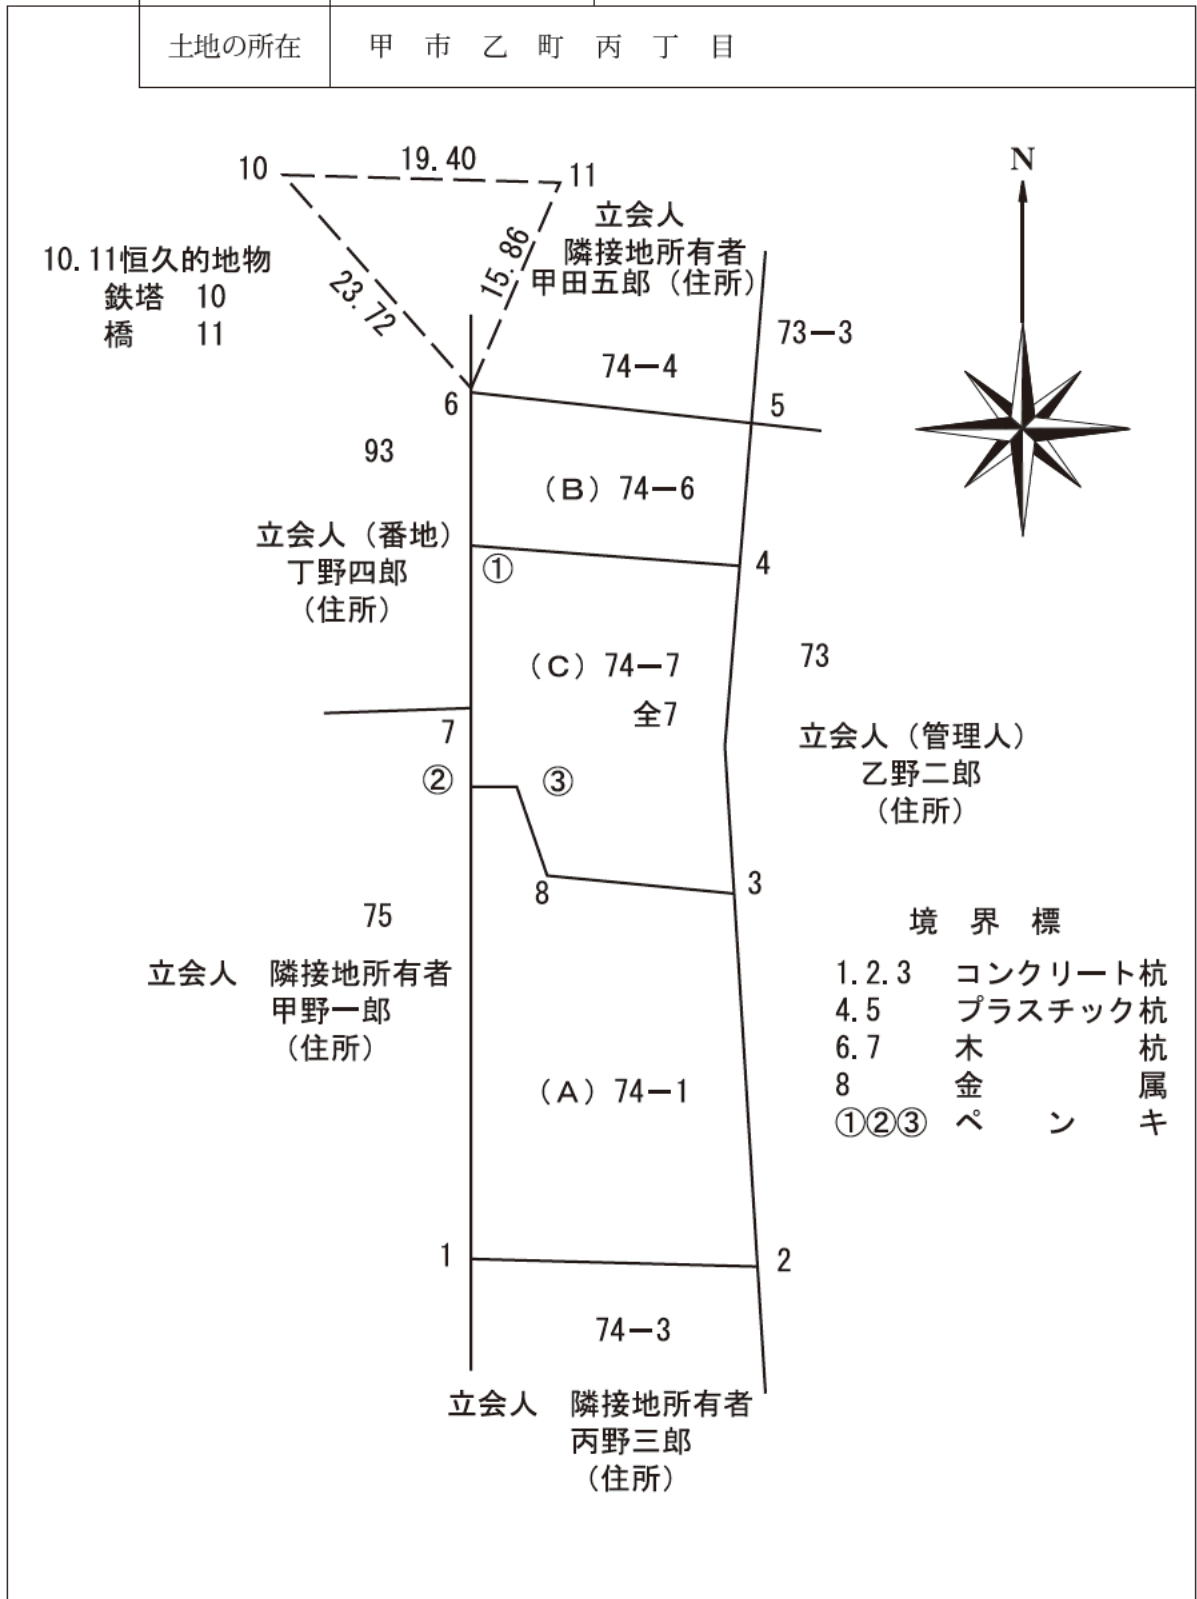 土地の所在 甲市乙町丙丁目
10 19.40 11
N
立会人
隣接地所有者
甲田五郎（住所）
10.11恒久的地物
鉄塔 10
橋 11
23.72
15.86
73－3
74－4
6
5
93
（B）74－6
立会人（番地）
丁野四郎
（住所）
①
4
（C）74－7
全7
73
7
立会人（管理人）
乙野二郎
（住所）
②
③
8
3
75
立会人 隣接地所有者
甲野一郎
（住所）
境界標
1.2.3 コンクリート杭
4.5 プラスチック杭
6.7 木杭
8 金属
①②③ ペンキ
（A）74－1
1
2
74－3
立会人 隣接地所有者
丙野三郎
（住所）